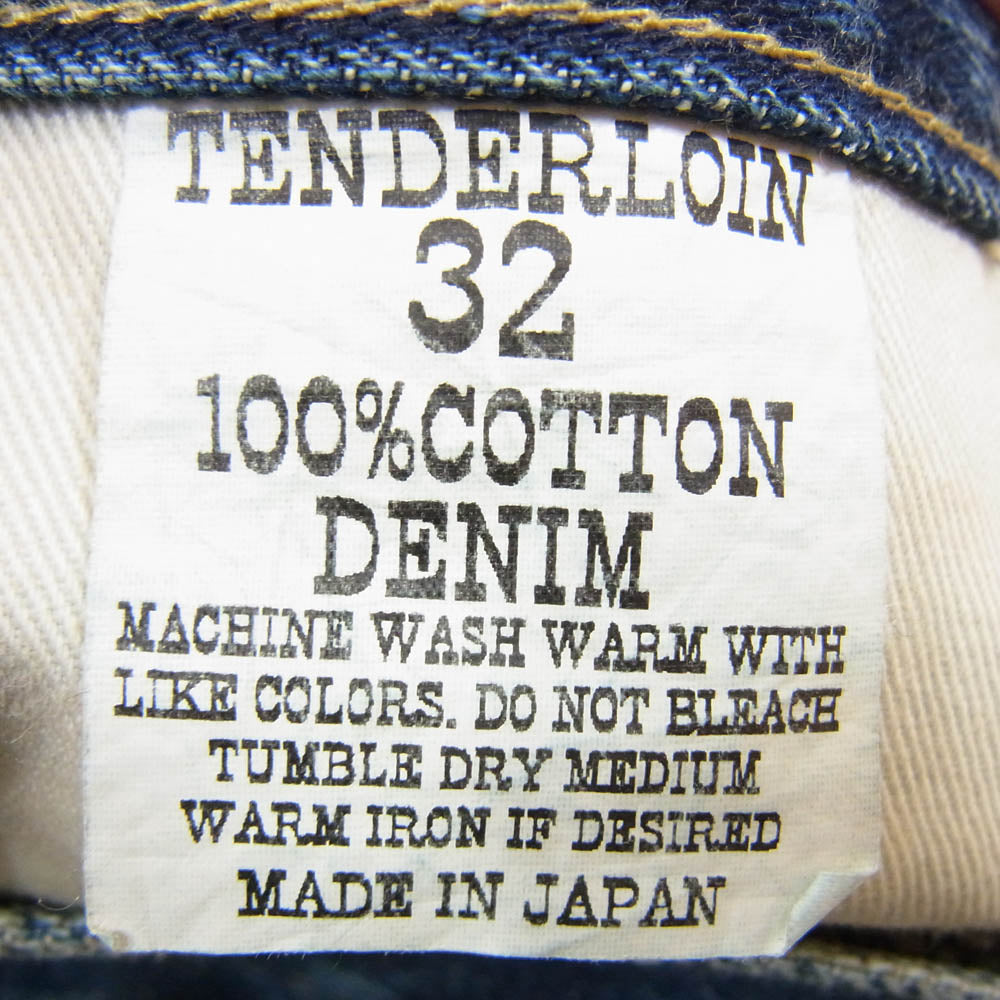 TENDERLOIN
32
100%COTTON
DENIM
MACHINE WASH WARM WITH
LIKE COLORS. DO NOT BLEACH
TUMBLE DRY MEDIUM
WARM IRON IF DESIRED
MADE IN JAPAN